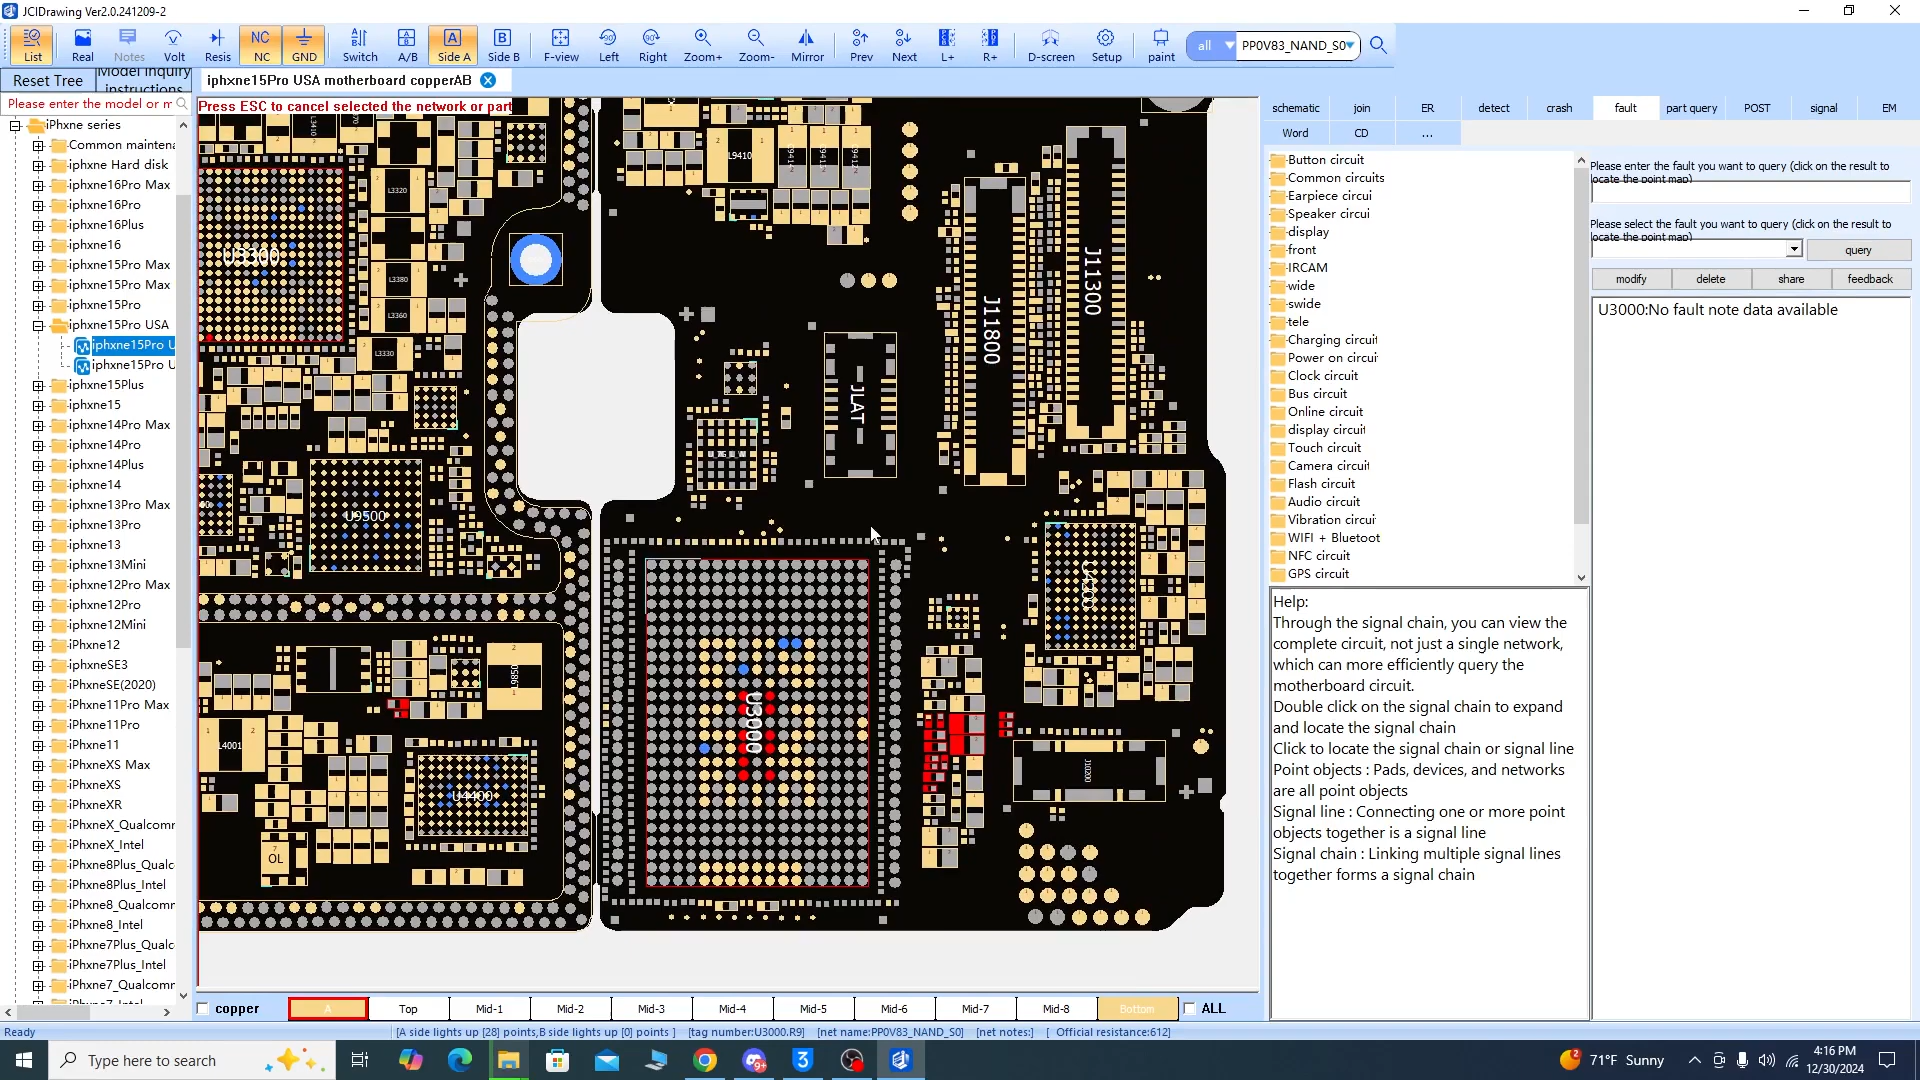 JCIDrawing Ver2.0.241209-2
List
Real
Notes
Volt
Resis
NC
NC
GND
Switch
A/B
Side A
Side B
F-view
Left
Right
Zoom+
Zoom-
Mirror
Prev
Next
L+
R+
D-screen
Setup
paint
all
PP0V83_NAND_S0
Reset Tree
Model inquiry
instructions
iphxne15Pro USA motherboard copperAB
Please enter the model or m
Press ESC to cancel selected the network or part
iPhxne series
Common maintena
iphxne Hard disk
iphxne16Pro Max
iphxne16Pro
iphxne16Plus
iphxne16
iphxne15Pro Max
iphxne15Pro Max
iphxne15Pro
iphxne15Pro USA
iphxne15Pro U
iphxne15Pro U
iphxne15Plus
iphxne15
iphxne14Pro Max
iphxne14Pro
iphxne14Plus
iphxne14
iphxne13Pro Max
iphxne13Pro
iphxne13
iphxne13Mini
iphxne12Pro Max
iphxne12Pro
iphxne12Mini
iPhxne12
iphxneSE3
iPhxneSE(2020)
iPhxne11Pro Max
iPhxne11Pro
iPhxne11
iPhxneXS Max
iPhxneXS
iPhxneXR
iPhxneX_Qualcomr
iPhxneX_Intel
iPhxne8Plus_Qualc
iPhxne8Plus_Intel
iPhxne8_Qualcomr
iPhxne8_Intel
iPhxne7Plus_Qualc
iPhxne7Plus_Intel
iPhxne7_Qualcomr
iPhxne7_Intel
L3410
L9410
L3320
U3300
L3380
L3360
L3330
J11800
J11300
JLAT
U9500
U4200
L9850
U3000
L4001
U4400
OL
J10200
copper
A
Top
Mid-1
Mid-2
Mid-3
Mid-4
Mid-5
Mid-6
Mid-7
Mid-8
Bottom
ALL
schematic
join
ER
detect
crash
fault
part query
POST
signal
EM
Word
CD
...
Button circuit
Common circuits
Earpiece circui
Speaker circui
display
front
IRCAM
wide
swide
tele
Charging circuit
Power on circuit
Clock circuit
Bus circuit
Online circuit
display circuit
Touch circuit
Camera circuit
Flash circuit
Audio circuit
Vibration circui
WIFI + Bluetoot
NFC circuit
GPS circuit
Please enter the fault you want to query (click on the result to
locate the point map)
Please select the fault you want to query (click on the result to
locate the point map)
query
modify
delete
share
feedback
U3000:No fault note data available
Help:
Through the signal chain, you can view the
complete circuit, not just a single network,
which can more efficiently query the
motherboard circuit.
Double click on the signal chain to expand
and locate the signal chain
Click to locate the signal chain or signal line
Point objects : Pads, devices, and networks
are all point objects
Signal line : Connecting one or more point
objects together is a signal line
Signal chain : Linking multiple signal lines
together forms a signal chain
Ready
[A side lights up [28] points,B side lights up [0] points ] [tag number:U3000.R9] [net name:PP0V83_NAND_S0] [net notes:] [ Official resistance:612]
Type here to search
71°F Sunny
4:16 PM
12/30/2024